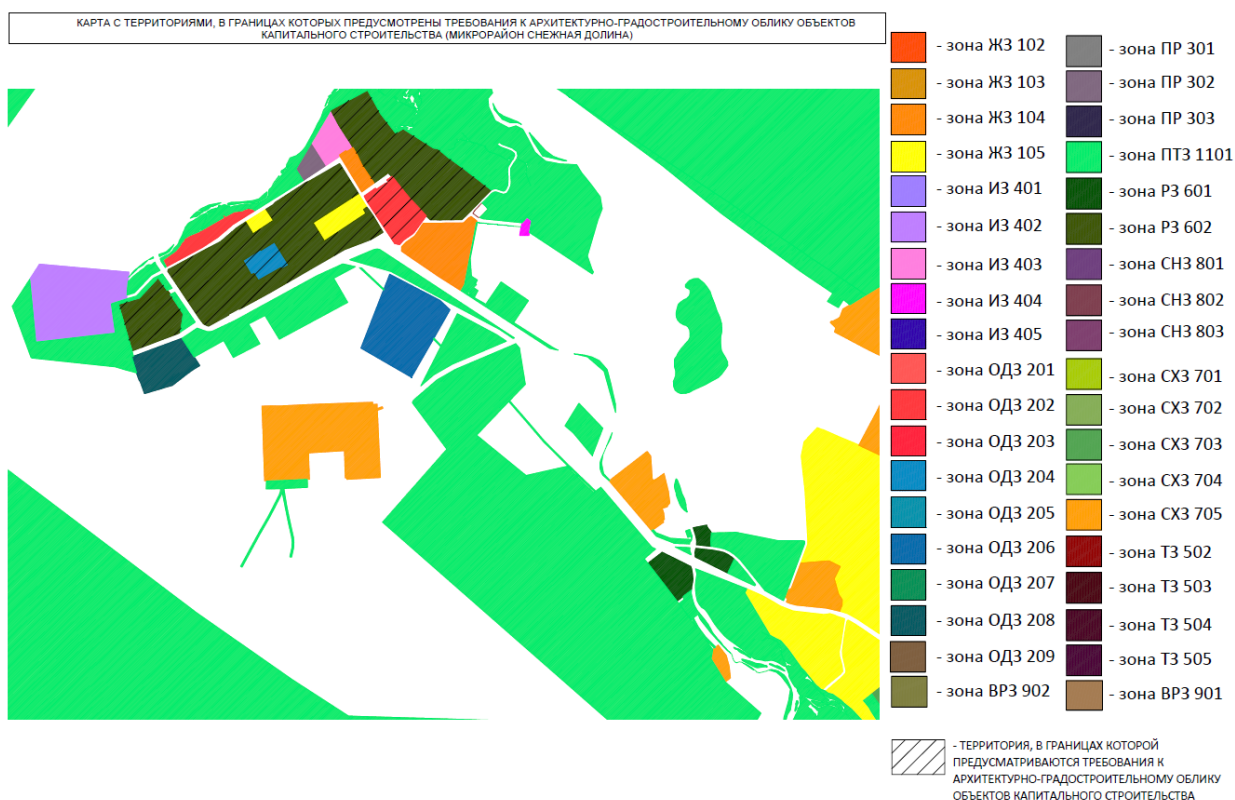 КАРТА С ТЕРРИТОРИЯМИ, В ГРАНИЦАХ КОТОРЫХ ПРЕДУСМОТРЕНЫ ТРЕБОВАНИЯ К АРХИТЕКТУРНО-ГРАДОСТРОИТЕЛЬНОМУ ОБЛИКУ ОБЪЕКТОВ
КАПИТАЛЬНОГО СТРОИТЕЛЬСТВА (МИКРОРАЙОН СНЕЖНАЯ ДОЛИНА)
- зона ЖЗ 102
- зона ЖЗ 103
- зона ЖЗ 104
- зона ЖЗ 105
- зона ИЗ 401
- зона ИЗ 402
- зона ИЗ 403
- зона ИЗ 404
- зона ИЗ 405
- зона ОДЗ 201
- зона ОДЗ 202
- зона ОДЗ 203
- зона ОДЗ 204
- зона ОДЗ 205
- зона ОДЗ 206
- зона ОДЗ 207
- зона ОДЗ 208
- зона ОДЗ 209
- зона ВРЗ 902
- зона ПР 301
- зона ПР 302
- зона ПР 303
- зона ПТЗ 1101
- зона РЗ 601
- зона РЗ 602
- зона СНЗ 801
- зона СНЗ 802
- зона СНЗ 803
- зона СХЗ 701
- зона СХЗ 702
- зона СХЗ 703
- зона СХЗ 704
- зона СХЗ 705
- зона ТЗ 502
- зона ТЗ 503
- зона ТЗ 504
- зона ТЗ 505
- зона ВРЗ 901
- ТЕРРИТОРИЯ, В ГРАНИЦАХ КОТОРОЙ
ПРЕДУСМАТРИВАЮТСЯ ТРЕБОВАНИЯ К
АРХИТЕКТУРНО-ГРАДОСТРОИТЕЛЬНОМУ ОБЛИКУ
ОБЪЕКТОВ КАПИТАЛЬНОГО СТРОИТЕЛЬСТВА